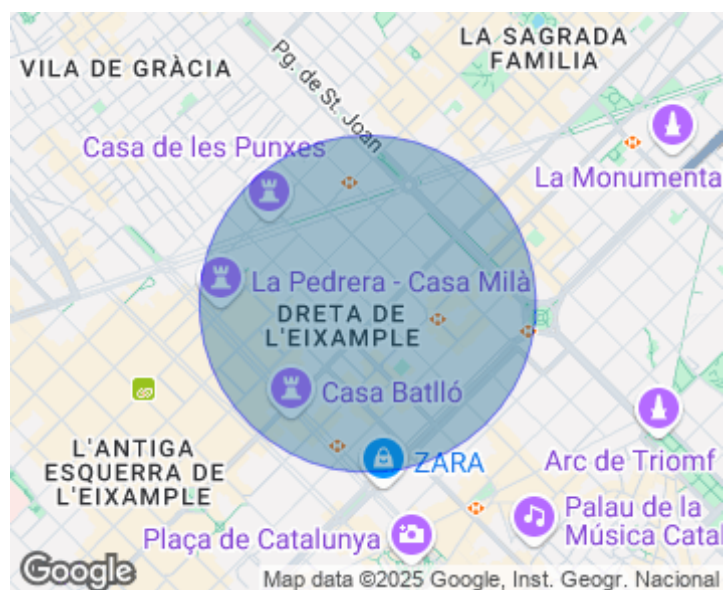 LA SAGRADA
FAMILIA
VILA DE GRÀCIA
Pg. de St. Joan
Casa de les Punxes
La Monumenta
La Pedrera - Casa Milà
DRETA DE
L'EIXAMPLE
Casa Batlló
L'ANTIGA
ESQUERRA DE
L'EIXAMPLE
ZARA
Arc de Triomf
Plaça de Catalunya
Palau de la
Música Catal
Google
Map data ©2025 Google, Inst. Geogr. Nacional